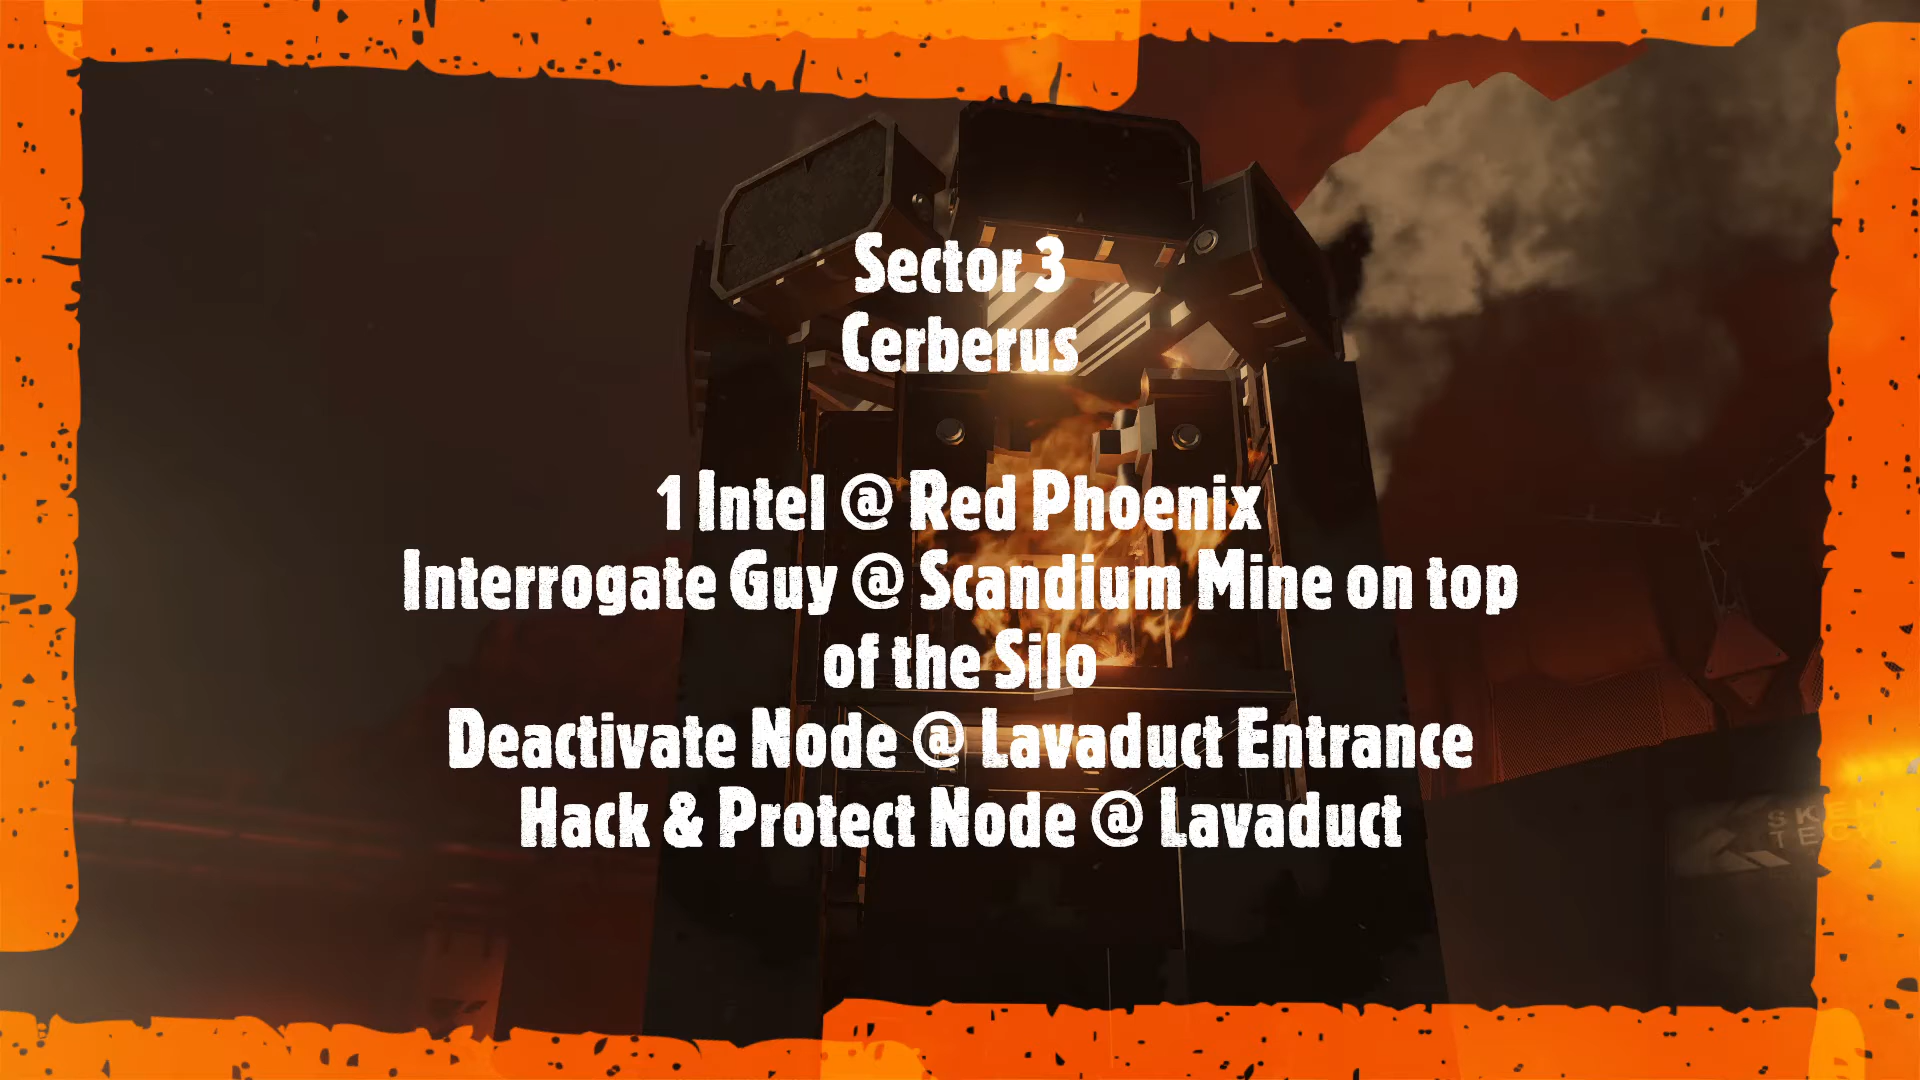 Sector 3
Cerberus
1 Intel @ Red Phoenix
Interrogate Guy @ Scandium Mine on top
of the Silo
Deactivate Node @ Lavaduct Entrance
Hack & Protect Node @ Lavaduct